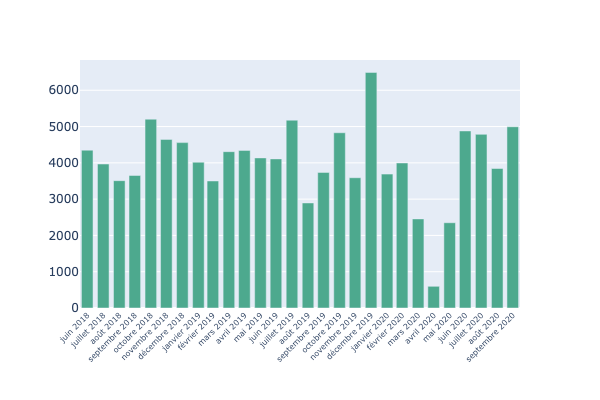 6000
5000
4000
3000
2000
1000
0
juin 2018
juillet 2018
août 2018
septembre 2018
octobre 2018
novembre 2018
décembre 2018
janvier 2019
février 2019
mars 2019
avril 2019
mai 2019
juin 2019
juillet 2019
août 2019
septembre 2019
octobre 2019
novembre 2019
décembre 2019
janvier 2020
février 2020
mars 2020
avril 2020
mai 2020
juin 2020
juillet 2020
août 2020
septembre 2020